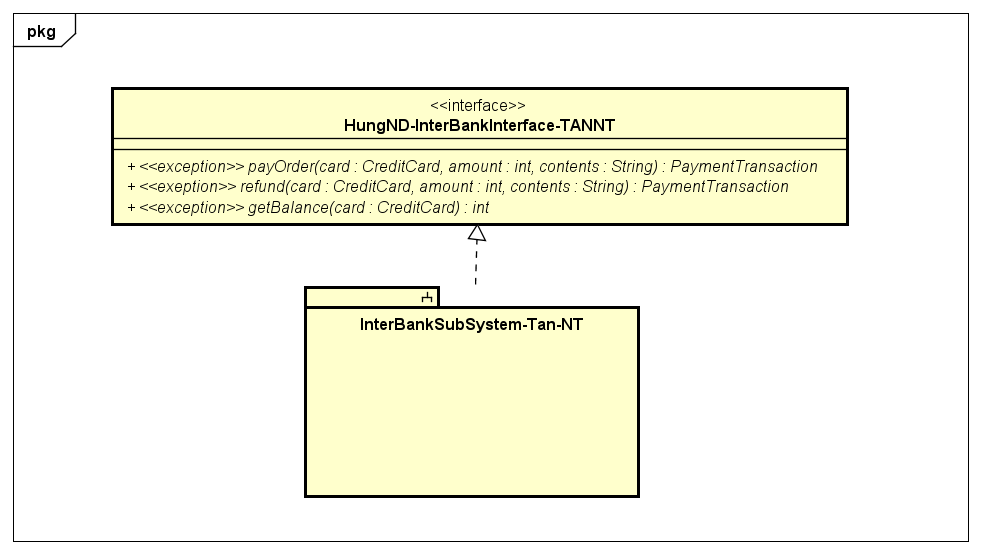 pkg
<<interface>>
HungND-InterBankInterface-TANNT
+ <<exception>> payOrder(card : CreditCard, amount : int, contents : String) : PaymentTransaction
+ <<exeption>> refund(card : CreditCard, amount : int, contents : String) : PaymentTransaction
+ <<exception>> getBalance(card : CreditCard) : int
InterBankSubSystem-Tan-NT